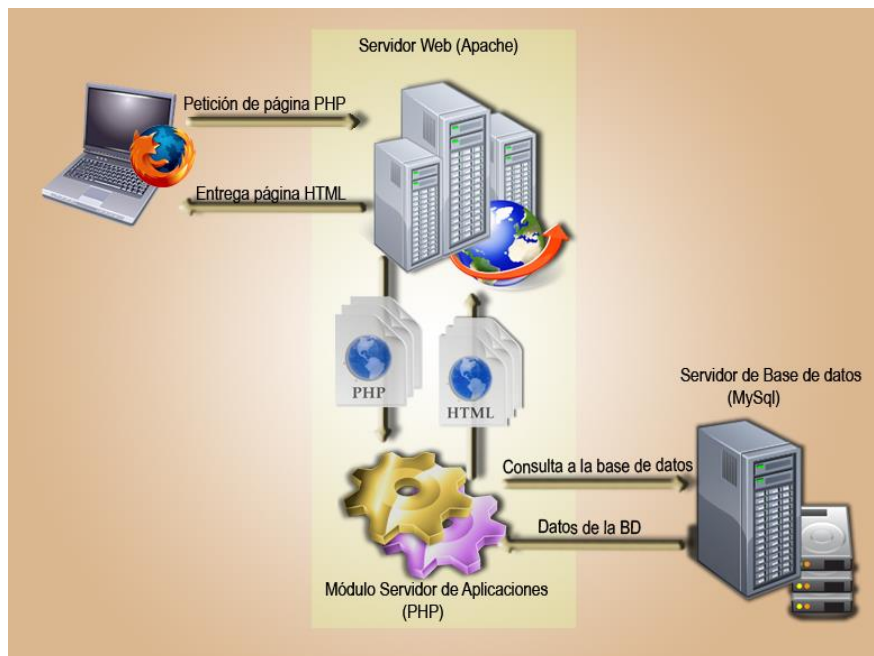 Servidor Web (Apache)
Petición de página PHP
Entrega página HTML
PHP
HTML
Servidor de Base de datos
(MySql)
Consulta a la base de datos
Datos de la BD
Módulo Servidor de Aplicaciones
(PHP)